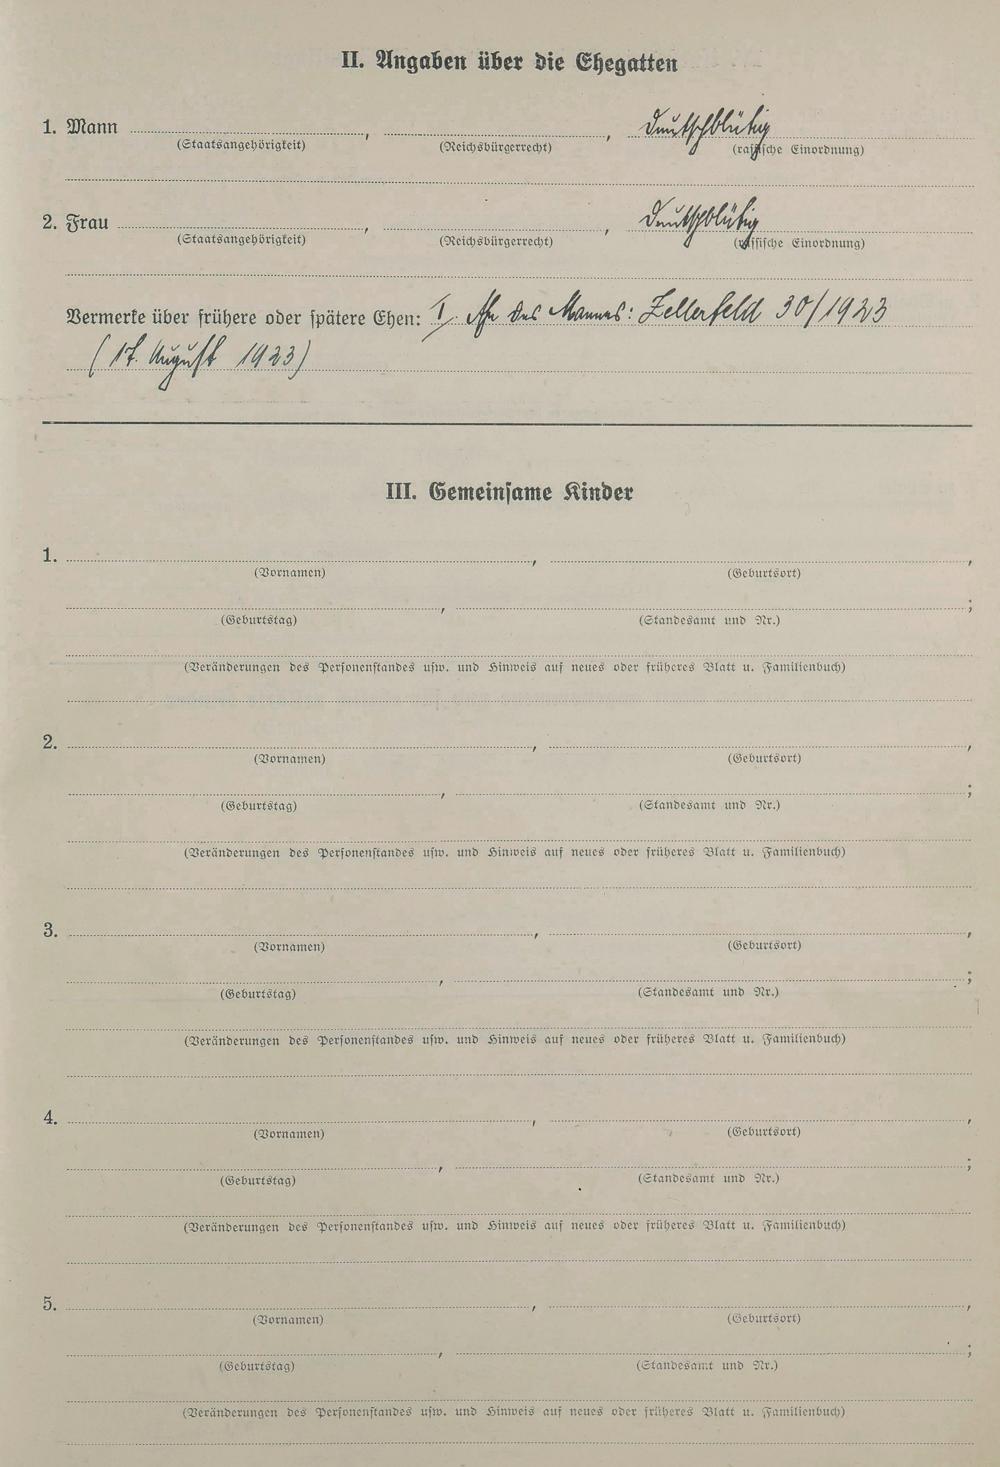 II. Angaben über die Ehegatten
1. Mann , , deutschblütig
(Staatsangehörigkeit) (Reichsbürgerrecht) (rassische Einordnung)
2. Frau , , deutschblütig
(Staatsangehörigkeit) (Reichsbürgerrecht) (rassische Einordnung)
Vermerke über frühere oder spätere Ehen: I. Ehe des Mannes: Zellerfeld 30/1923
(17. August 1923)
III. Gemeinsame Kinder
1. , ,
(Vornamen) (Geburtsort)
, ;
(Geburtstag) (Standesamt und Nr.)
(Veränderungen des Personenstandes usw. und Hinweis auf neues oder früheres Blatt u. Familienbuch)
2. , ,
(Vornamen) (Geburtsort)
, ;
(Geburtstag) (Standesamt und Nr.)
(Veränderungen des Personenstandes usw. und Hinweis auf neues oder früheres Blatt u. Familienbuch)
3. , ,
(Vornamen) (Geburtsort)
, ;
(Geburtstag) (Standesamt und Nr.)
(Veränderungen des Personenstandes usw. und Hinweis auf neues oder früheres Blatt u. Familienbuch)
4. , ,
(Vornamen) (Geburtsort)
, ;
(Geburtstag) (Standesamt und Nr.)
(Veränderungen des Personenstandes usw. und Hinweis auf neues oder früheres Blatt u. Familienbuch)
5. , ,
(Vornamen) (Geburtsort)
, ;
(Geburtstag) (Standesamt und Nr.)
(Veränderungen des Personenstandes usw. und Hinweis auf neues oder früheres Blatt u. Familienbuch)